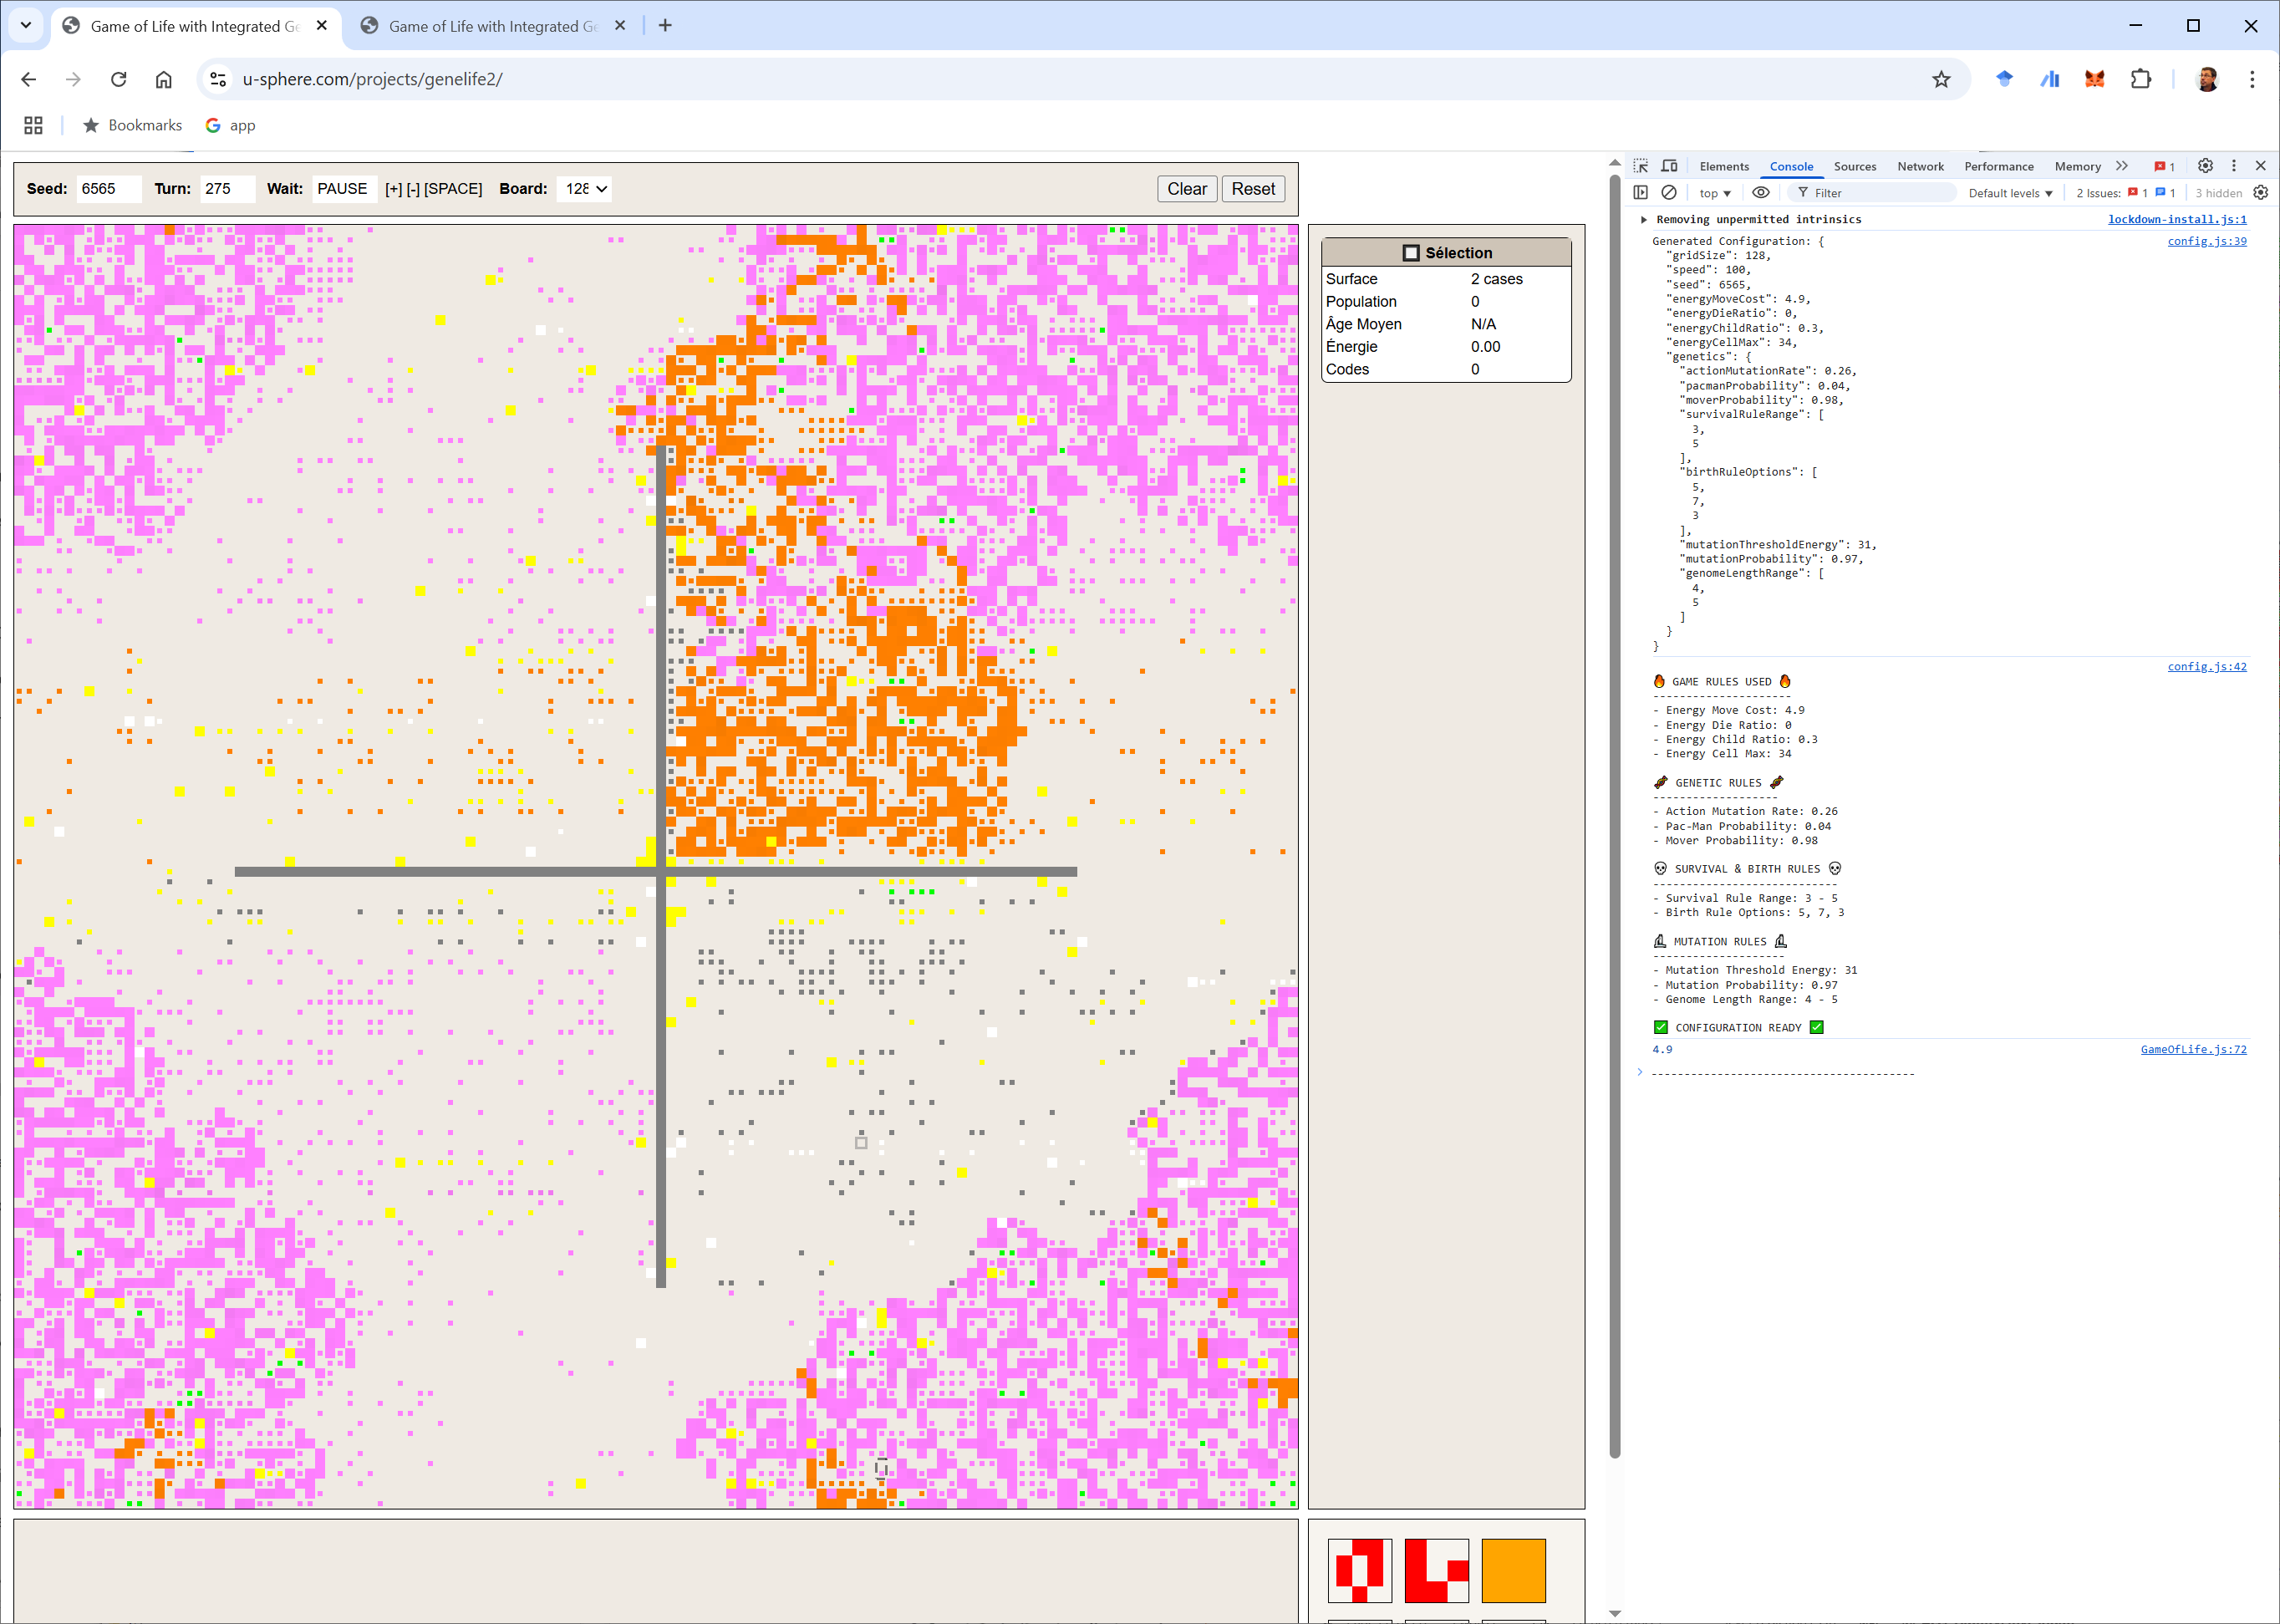 Game of Life with Integrated Ge
Game of Life with Integrated Ge
u-sphere.com/projects/genelife2/
Bookmarks
app
Seed: 6565 Turn: 275 Wait: PAUSE [+] [-] [SPACE] Board: 128 Clear Reset
Sélection
Surface 2 cases
Population 0
Âge Moyen N/A
Énergie 0.00
Codes 0
Elements Console Sources Network Performance Memory 1
top Filter Default levels 2 Issues: 1 1 3 hidden
Removing unpermitted intrinsics lockdown-install.js:1
Generated Configuration: { config.js:39
"gridSize": 128,
"speed": 100,
"seed": 6565,
"energyMoveCost": 4.9,
"energyDieRatio": 0,
"energyChildRatio": 0.3,
"energyCellMax": 34,
"genetics": {
"actionMutationRate": 0.26,
"pacmanProbability": 0.04,
"moverProbability": 0.98,
"survivalRuleRange": [
3,
5
],
"birthRuleOptions": [
5,
7,
3
],
"mutationThresholdEnergy": 31,
"mutationProbability": 0.97,
"genomeLengthRange": [
4,
5
]
}
}
config.js:42
🔥 GAME RULES USED 🔥
---------------------
- Energy Move Cost: 4.9
- Energy Die Ratio: 0
- Energy Child Ratio: 0.3
- Energy Cell Max: 34
GENETIC RULES
------------------
- Action Mutation Rate: 0.26
- Pac-Man Probability: 0.04
- Mover Probability: 0.98
💀 SURVIVAL & BIRTH RULES 💀
----------------------------
- Survival Rule Range: 3 - 5
- Birth Rule Options: 5, 7, 3
MUTATION RULES
--------------------
- Mutation Threshold Energy: 31
- Mutation Probability: 0.97
- Genome Length Range: 4 - 5
✅ CONFIGURATION READY ✅
4.9 GameOfLife.js:72
----------------------------------------